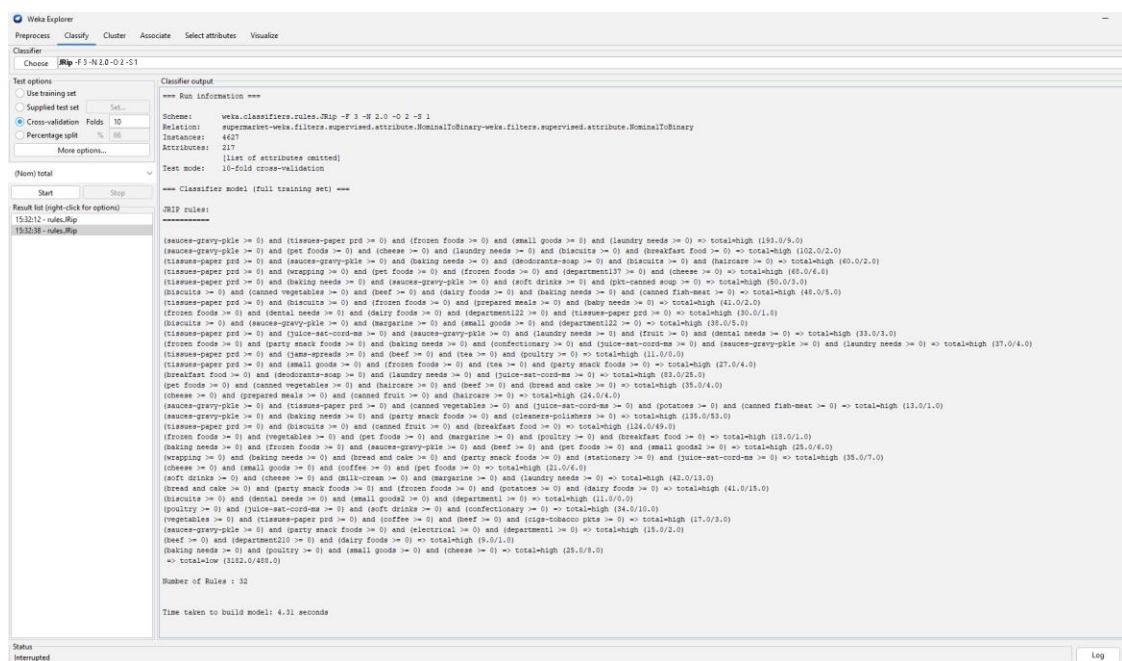 Weka Explorer
Preprocess Classify Cluster Associate Select attributes Visualize
Classifier
Choose JRip -F 3 -N 2.0 -O 2 -S 1
Test options
Use training set
Supplied test set Set...
Cross-validation Folds 10
Percentage split % 66
More options...
(Nom) total
Start Stop
Result list (right-click for options)
15:32:12 - rules.JRip
15:32:38 - rules.JRip
Classifier output
=== Run information ===
Scheme: weka.classifiers.rules.JRip -F 3 -N 2.0 -O 2 -S 1
Relation: supermarket-weka.filters.supervised.attribute.NominalToBinary-weka.filters.supervised.attribute.NominalToBinary
Instances: 4627
Attributes: 217
[list of attributes omitted]
Test mode: 10-fold cross-validation
=== Classifier model (full training set) ===
JRIP rules:
===========
(sauces-gravy-pkle >= 0) and (tissues-paper prd >= 0) and (frozen foods >= 0) and (small goods >= 0) and (laundry needs >= 0) => total=high (193.0/9.0)
(sauces-gravy-pkle >= 0) and (pet foods >= 0) and (cheese >= 0) and (laundry needs >= 0) and (biscuits >= 0) and (breakfast food >= 0) => total=high (102.0/2.0)
(tissues-paper prd >= 0) and (sauces-gravy-pkle >= 0) and (baking needs >= 0) and (deodorants-soap >= 0) and (biscuits >= 0) and (haircare >= 0) => total=high (60.0/2.0)
(tissues-paper prd >= 0) and (wrapping >= 0) and (pet foods >= 0) and (frozen foods >= 0) and (department137 >= 0) and (cheese >= 0) => total=high (68.0/6.0)
(tissues-paper prd >= 0) and (baking needs >= 0) and (sauces-gravy-pkle >= 0) and (soft drinks >= 0) and (pkt-canned soup >= 0) => total=high (50.0/3.0)
(biscuits >= 0) and (canned vegetables >= 0) and (beef >= 0) and (dairy foods >= 0) and (baking needs >= 0) and (canned fish-meat >= 0) => total=high (48.0/5.0)
(tissues-paper prd >= 0) and (biscuits >= 0) and (frozen foods >= 0) and (prepared meals >= 0) and (baby needs >= 0) => total=high (41.0/2.0)
(frozen foods >= 0) and (dental needs >= 0) and (dairy foods >= 0) and (department122 >= 0) and (tissues-paper prd >= 0) => total=high (30.0/1.0)
(biscuits >= 0) and (sauces-gravy-pkle >= 0) and (margarine >= 0) and (small goods >= 0) and (department122 >= 0) => total=high (38.0/5.0)
(tissues-paper prd >= 0) and (juice-sat-cord-ms >= 0) and (sauces-gravy-pkle >= 0) and (laundry needs >= 0) and (fruit >= 0) and (dental needs >= 0) => total=high (33.0/3.0)
(frozen foods >= 0) and (party snack foods >= 0) and (baking needs >= 0) and (confectionary >= 0) and (juice-sat-cord-ms >= 0) and (sauces-gravy-pkle >= 0) and (laundry needs >= 0) => total=high (37.0/4.0)
(tissues-paper prd >= 0) and (jams-spreads >= 0) and (beef >= 0) and (tea >= 0) and (poultry >= 0) => total=high (11.0/0.0)
(tissues-paper prd >= 0) and (small goods >= 0) and (frozen foods >= 0) and (tea >= 0) and (party snack foods >= 0) => total=high (27.0/4.0)
(breakfast food >= 0) and (deodorants-soap >= 0) and (laundry needs >= 0) and (juice-sat-cord-ms >= 0) => total=high (83.0/25.0)
(pet foods >= 0) and (canned vegetables >= 0) and (haircare >= 0) and (beef >= 0) and (bread and cake >= 0) => total=high (35.0/4.0)
(cheese >= 0) and (prepared meals >= 0) and (canned fruit >= 0) and (haircare >= 0) => total=high (24.0/4.0)
(sauces-gravy-pkle >= 0) and (tissues-paper prd >= 0) and (canned vegetables >= 0) and (juice-sat-cord-ms >= 0) and (potatoes >= 0) and (canned fish-meat >= 0) => total=high (13.0/1.0)
(sauces-gravy-pkle >= 0) and (baking needs >= 0) and (party snack foods >= 0) and (cleaners-polishers >= 0) => total=high (135.0/53.0)
(tissues-paper prd >= 0) and (biscuits >= 0) and (canned fruit >= 0) and (breakfast food >= 0) => total=high (124.0/49.0)
(frozen foods >= 0) and (vegetables >= 0) and (pet foods >= 0) and (margarine >= 0) and (poultry >= 0) and (breakfast food >= 0) => total=high (18.0/1.0)
(baking needs >= 0) and (frozen foods >= 0) and (sauces-gravy-pkle >= 0) and (beef >= 0) and (pet foods >= 0) and (small goods2 >= 0) => total=high (25.0/6.0)
(wrapping >= 0) and (baking needs >= 0) and (bread and cake >= 0) and (party snack foods >= 0) and (stationary >= 0) and (juice-sat-cord-ms >= 0) => total=high (35.0/7.0)
(cheese >= 0) and (small goods >= 0) and (coffee >= 0) and (pet foods >= 0) => total=high (21.0/6.0)
(soft drinks >= 0) and (cheese >= 0) and (milk-cream >= 0) and (margarine >= 0) and (laundry needs >= 0) => total=high (42.0/13.0)
(bread and cake >= 0) and (party snack foods >= 0) and (frozen foods >= 0) and (potatoes >= 0) and (dairy foods >= 0) => total=high (41.0/15.0)
(biscuits >= 0) and (dental needs >= 0) and (small goods2 >= 0) and (department1 >= 0) => total=high (11.0/0.0)
(poultry >= 0) and (juice-sat-cord-ms >= 0) and (soft drinks >= 0) and (confectionary >= 0) => total=high (34.0/10.0)
(vegetables >= 0) and (tissues-paper prd >= 0) and (coffee >= 0) and (beef >= 0) and (cigs-tobacco pkts >= 0) => total=high (17.0/3.0)
(sauces-gravy-pkle >= 0) and (party snack foods >= 0) and (electrical >= 0) and (department1 >= 0) => total=high (15.0/2.0)
(beef >= 0) and (department210 >= 0) and (dairy foods >= 0) => total=high (9.0/1.0)
(baking needs >= 0) and (poultry >= 0) and (small goods >= 0) and (cheese >= 0) => total=high (25.0/8.0)
=> total=low (3182.0/488.0)
Number of Rules : 32
Time taken to build model: 4.31 seconds
Status
Interrupted
Log